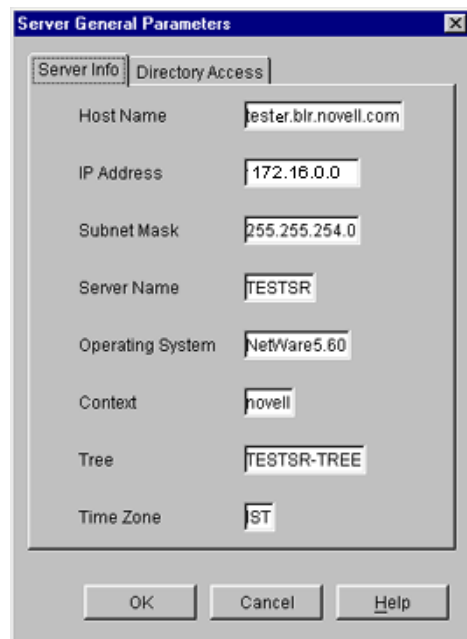 Server General Parameters
Server Info Directory Access
Host Name tester.blr.novell.com
IP Address 172.16.0.0
Subnet Mask 255.255.254.0
Server Name TESTSR
Operating System NetWare5.60
Context novell
Tree TESTSR-TREE
Time Zone IST
OK Cancel Help